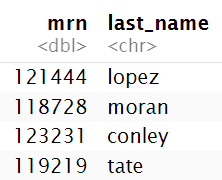 mrn last_name
<dbl> <chr>
121444 lopez
118728 moran
123231 conley
119219 tate